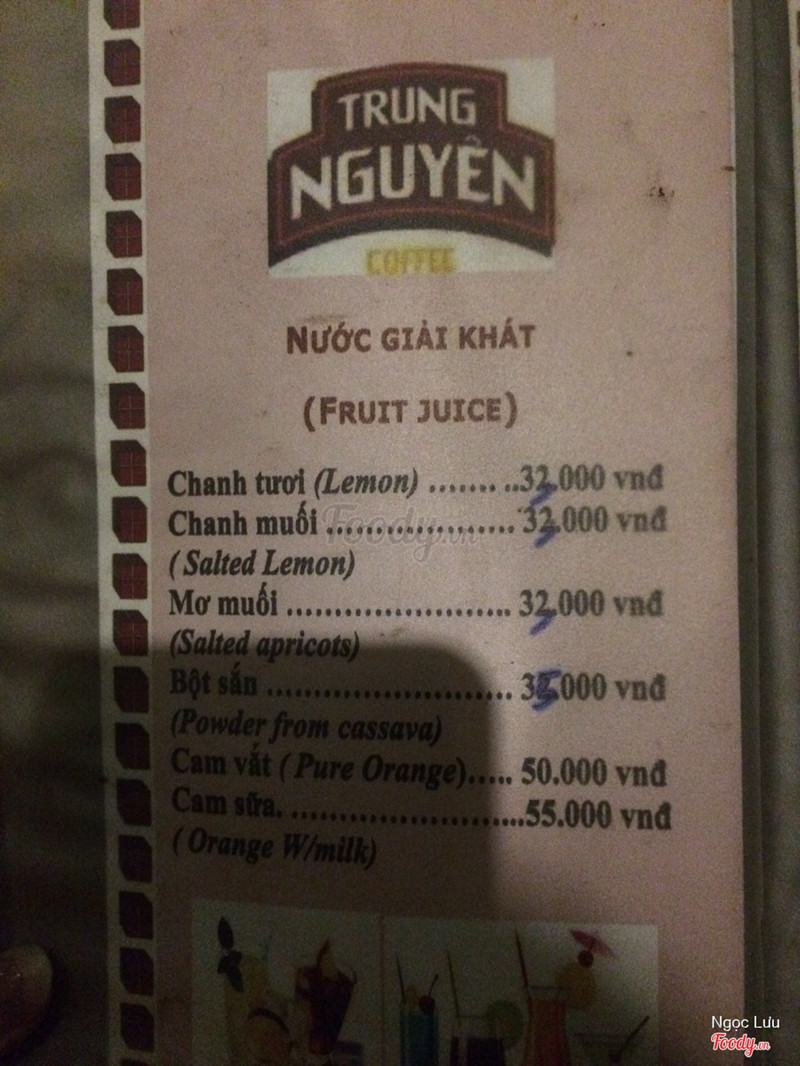 TRUNG
NGUYÊN
COFFEE
NƯỚC GIẢI KHÁT
(FRUIT JUICE)
Chanh tươi (Lemon) ....... ..32,000 vnđ
Chanh muối .................... 32,000 vnđ
(Salted Lemon)
Mơ muối ........................ 32,000 vnđ
(Salted apricots)
Bột sắn .......................... 35.000 vnđ
(Powder from cassava)
Cam vắt ( Pure Orange)..... 50.000 vnđ
Cam sữa. ..........................55.000 vnđ
( Orange W/milk)
Foody.vn
Ngọc Lưu
Foody.vn